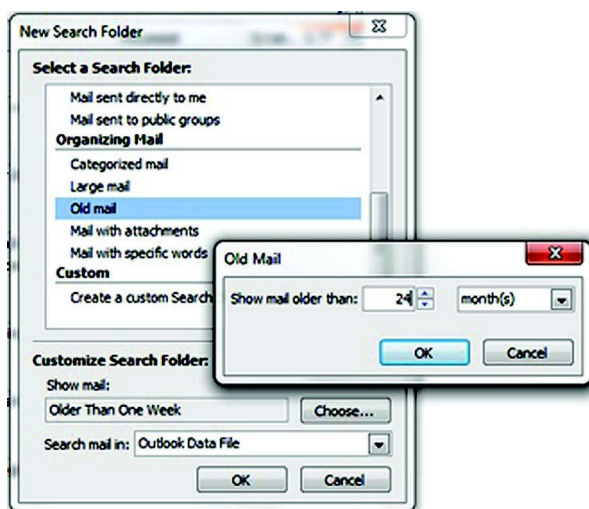 New Search Folder
Select a Search Folder:
Mail sent directly to me
Mail sent to public groups
Organizing Mail
Categorized mail
Large mail
Old mail
Mail with attachments
Mail with specific words
Custom
Create a custom Search
Customize Search Folder:
Show mail:
Older Than One Week
Choose...
Search mail in: Outlook Data File
OK Cancel
Old Mail
Show mail older than: 24 month(s)
OK Cancel